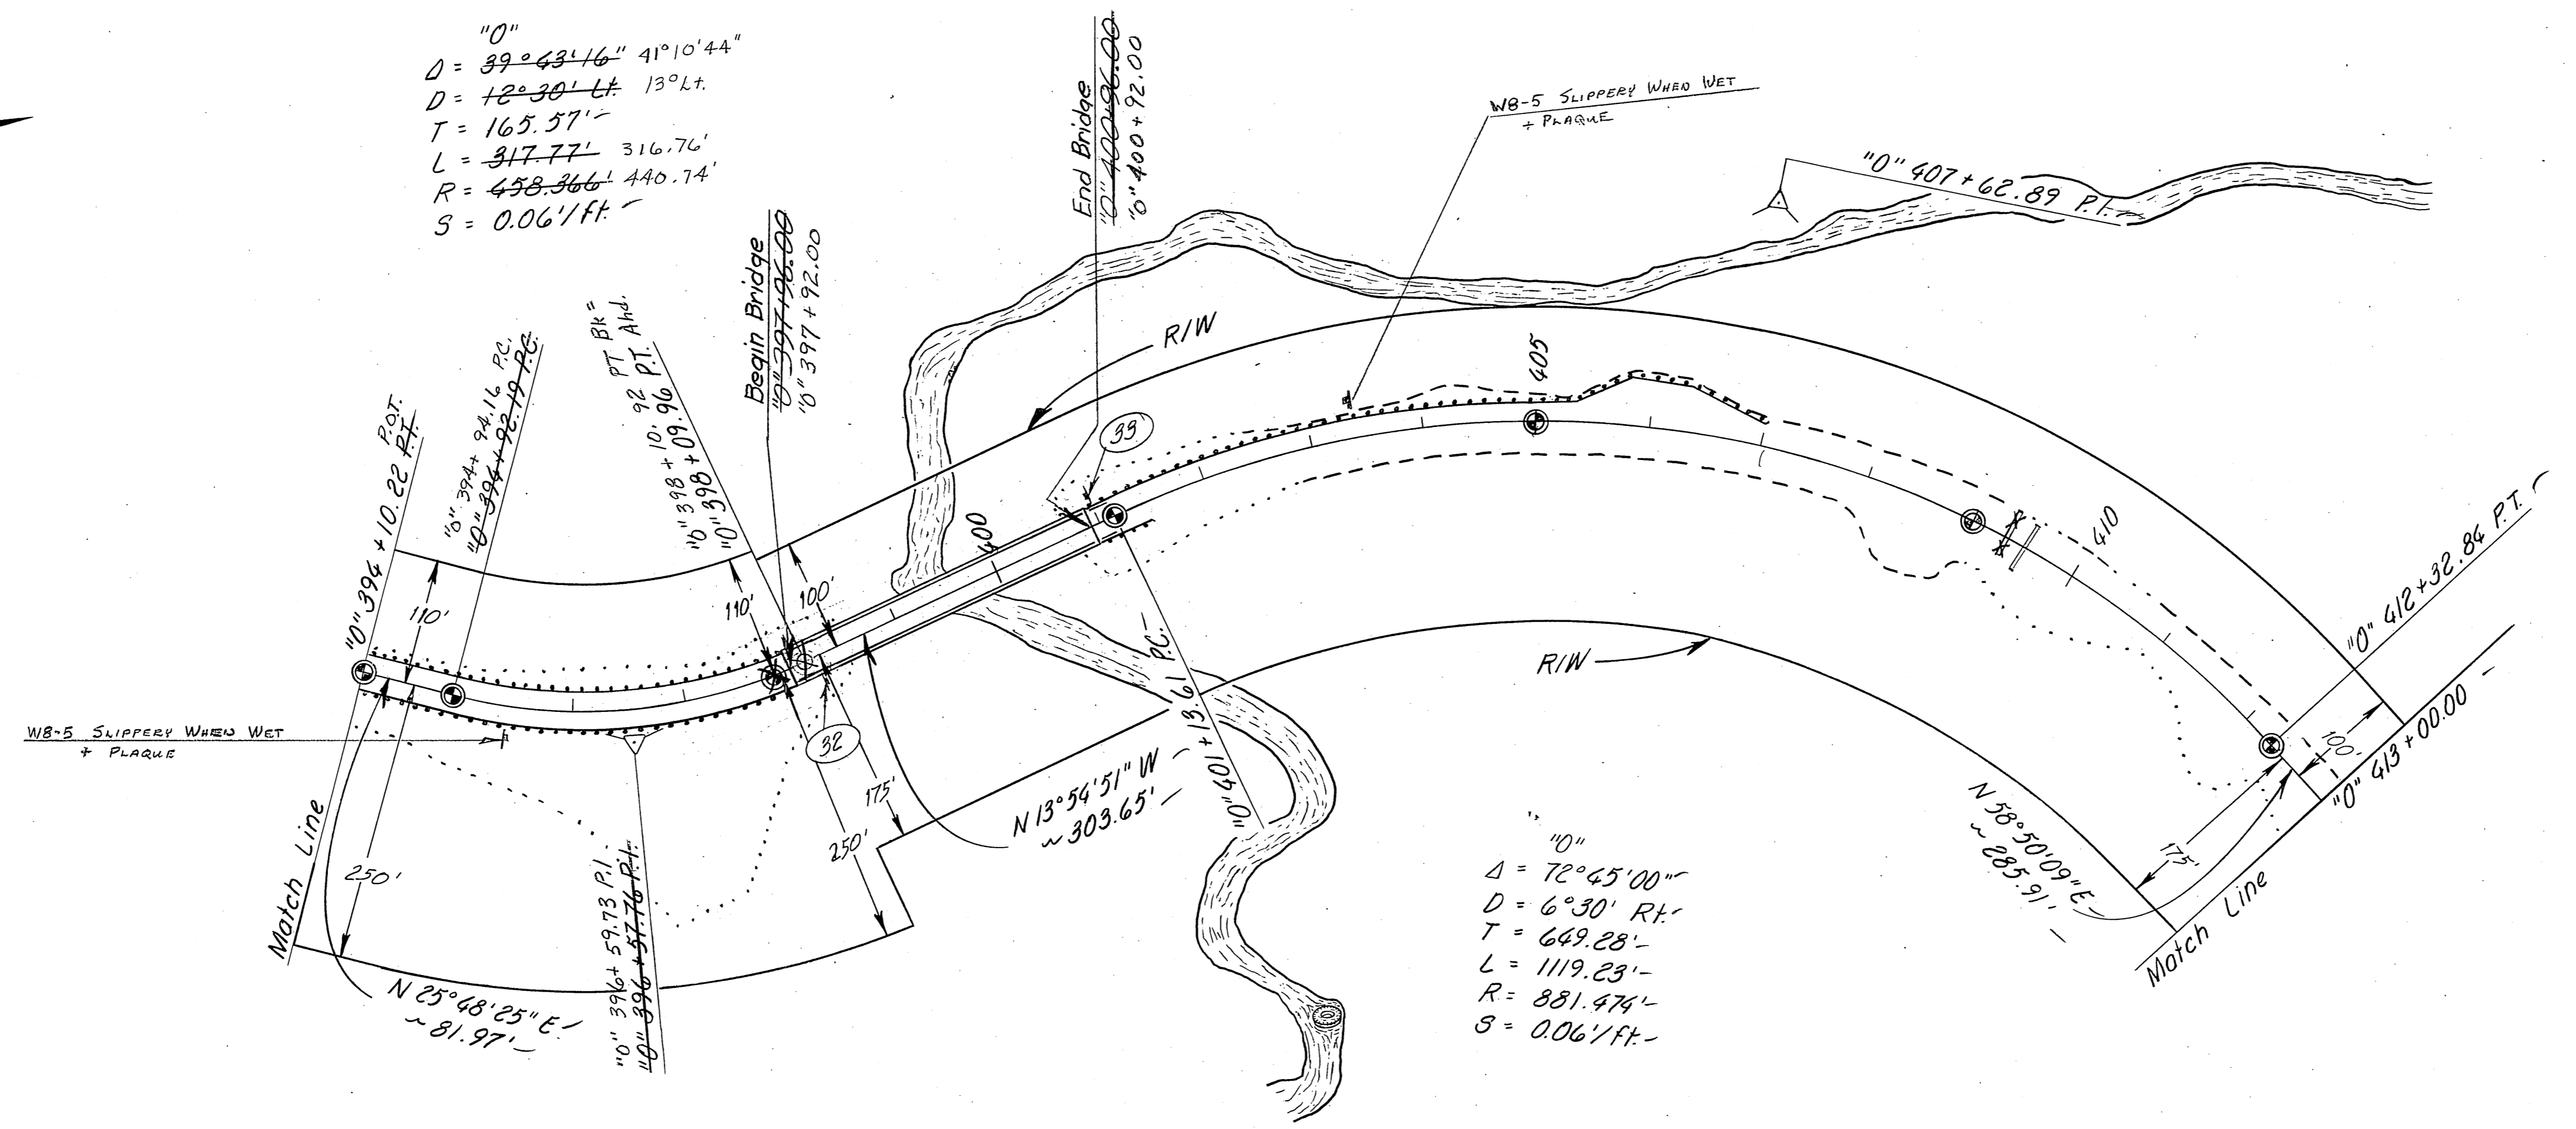 "O"
Δ = 39°43'16" 41°10'44"
D = 12°30' Lt. 13° Lt.
T = 165.57'
L = 317.77' 316.76'
R = 458.366' 440.74'
S = 0.06'/ft.
"O" 394+10.22 P.T. P.O.T.
"O" 394+94.16 P.C.
"O" 394+92.19 P.C.
"O" 398+10.92 PT Bk =
"O" 398+09.96 P.T. Ahd.
Begin Bridge
"O" 397+96.00
"O" 397+92.00
End Bridge
"O" 400+96.00
"O" 400+92.00
W8-5 SLIPPERY WHEN WET
+ PLAQUE
"O" 407+62.89 P.I.
R/W
33
405
400
410
110'
110'
100'
32
W8-5 SLIPPERY WHEN WET
+ PLAQUE
Match Line
250'
250'
175'
N 25°48'25" E
~ 81.97'
"O" 396+59.73 P.I.
"O" 396+57.76 P.I.
N 13°54'51" W
~ 303.65'
"O" 401+13.61 P.C.
R/W
"O"
Δ = 72°45'00"
D = 6°30' Rt.
T = 649.28'
L = 1119.23'
R = 881.474'
S = 0.06'/ft.
"O" 412+32.84 P.T.
100'
"O" 413+00.00
N 58°50'09" E
~ 285.91'
175'
Match Line